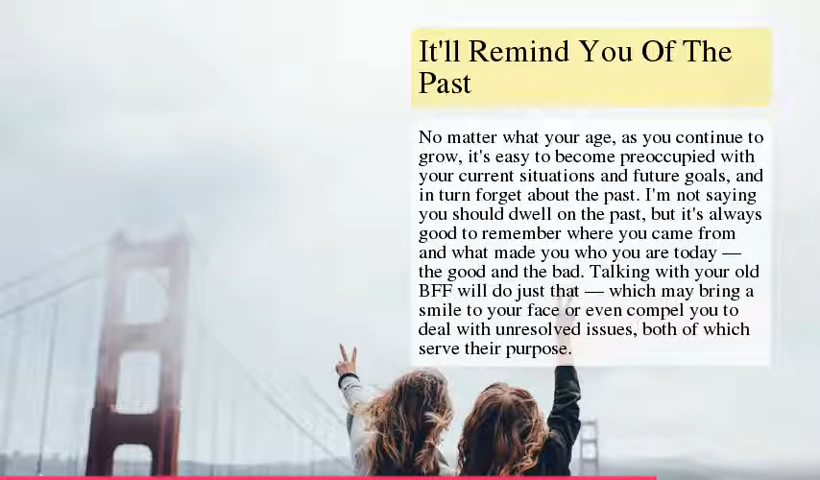 It'll Remind You Of The
Past
No matter what your age, as you continue to
grow, it's easy to become preoccupied with
your current situations and future goals, and
in turn forget about the past. I'm not saying
you should dwell on the past, but it's always
good to remember where you came from
and what made you who you are today —
the good and the bad. Talking with your old
BFF will do just that — which may bring a
smile to your face or even compel you to
deal with unresolved issues, both of which
serve their purpose.